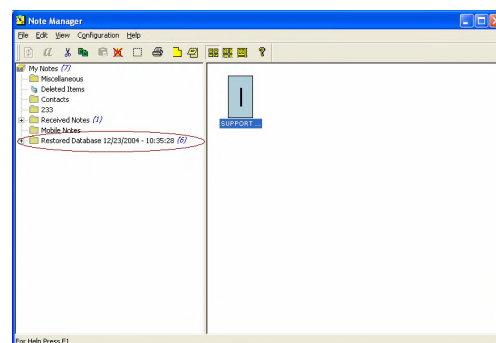 Note Manager
File Edit View Configuration Help
My Notes (7)
Miscellaneous
Deleted Items
Contacts
233
Received Notes (1)
Mobile Notes
Restored Database 12/23/2004 - 10:35:28 (6)
SUPPORT ...
For Help Press F1